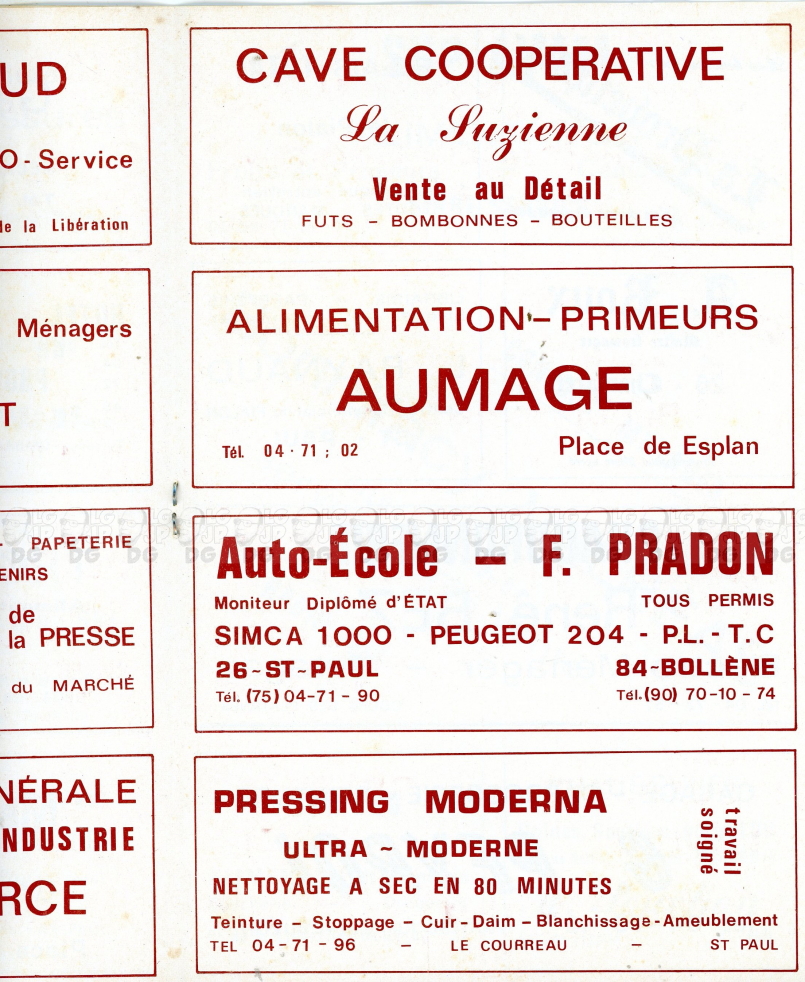 UD
O - Service
de la Libération
Ménagers
T
PAPETERIE
ENIRS
de
la PRESSE
du MARCHÉ
NÉRALE
NDUSTRIE
RCE
CAVE COOPERATIVE
La Suzienne
Vente au Détail
FUTS - BOMBONNES - BOUTEILLES
ALIMENTATION - PRIMEURS
AUMAGE
Tél. 04 · 71 : 02 Place de Esplan
Auto-École - F. PRADON
Moniteur Diplômé d'ÉTAT TOUS PERMIS
SIMCA 1000 - PEUGEOT 204 - P.L. - T.C
26~ST~PAUL 84~BOLLÈNE
Tél. (75) 04-71 - 90 Tél. (90) 70-10 - 74
PRESSING MODERNA
travail
soigné
ULTRA ~ MODERNE
NETTOYAGE A SEC EN 80 MINUTES
Teinture - Stoppage - Cuir - Daim - Blanchissage - Ameublement
TEL 04-71 - 96 - LE COURREAU - ST PAUL